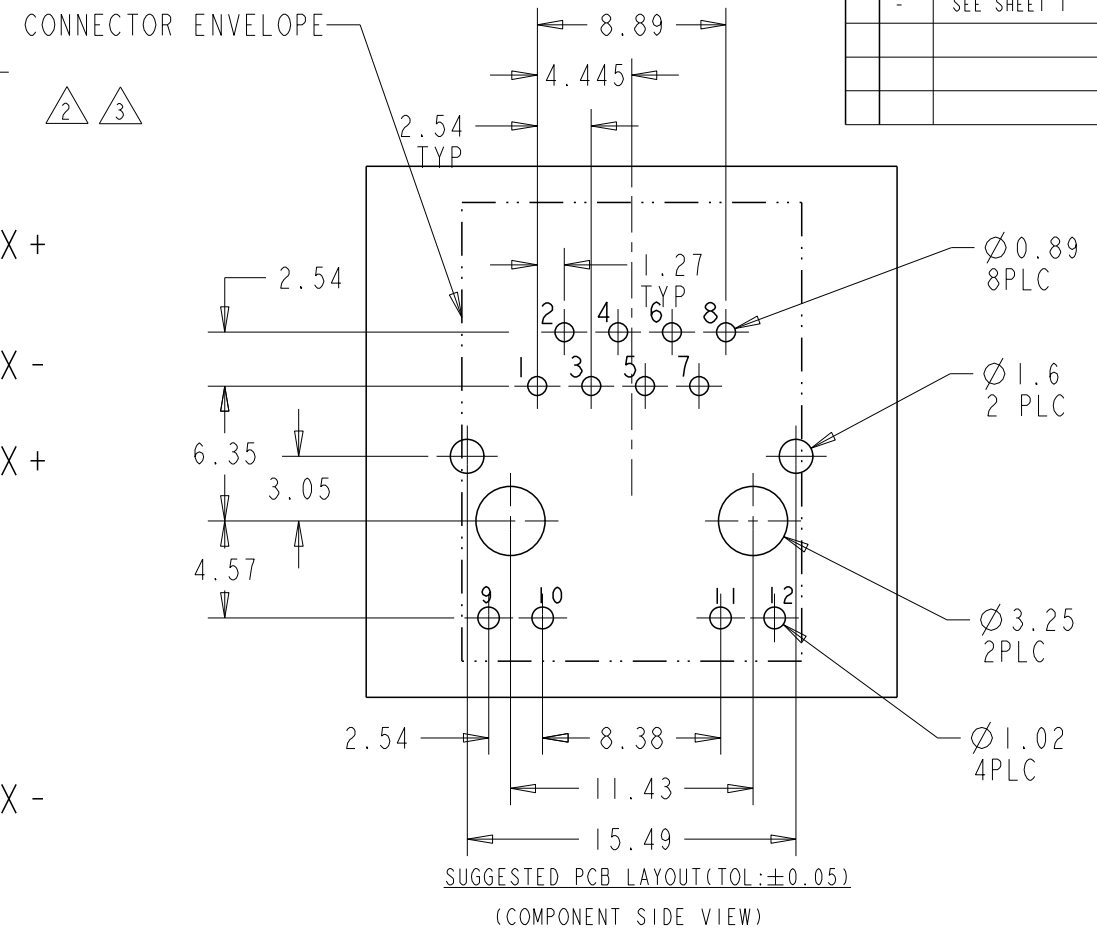 - SEE SHEET 1
CONNECTOR ENVELOPE
8.89
4.445
2 3
2.54
TYP
X +
2.54
1.27
TYP
Ø0.89
8PLC
2 4 6 8
1 3 5 7
X -
Ø1.6
2 PLC
6.35
X +
3.05
4.57
9 10 11 12
Ø3.25
2PLC
2.54
8.38
Ø1.02
4PLC
11.43
X -
15.49
SUGGESTED PCB LAYOUT(TOL:±0.05)
(COMPONENT SIDE VIEW)